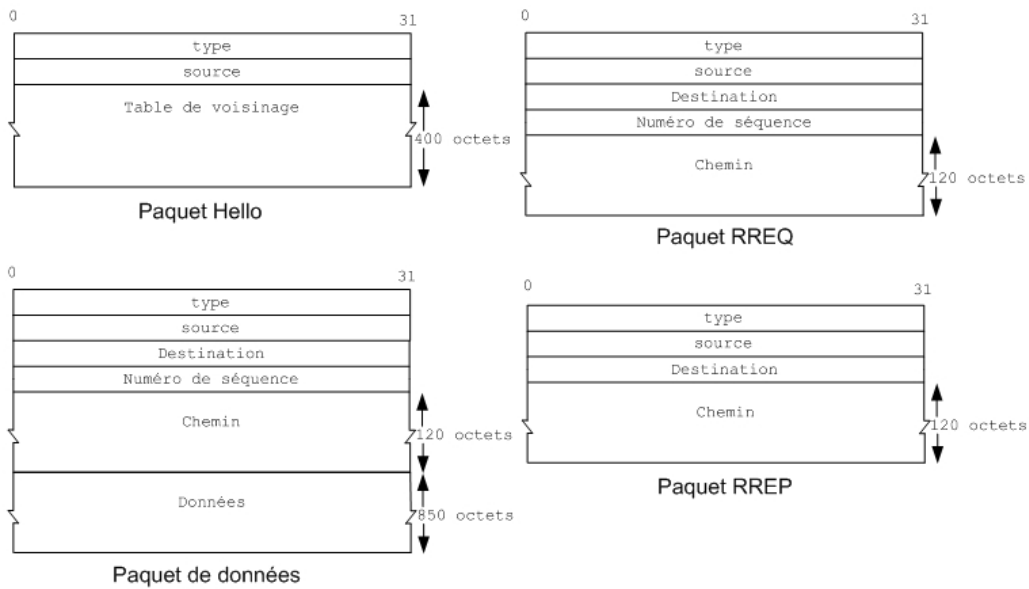 0 31
type
source
Table de voisinage
400 octets
Paquet Hello
0 31
type
source
Destination
Numéro de séquence
Chemin
120 octets
Paquet RREQ
0 31
type
source
Destination
Numéro de séquence
Chemin
120 octets
Données
850 octets
Paquet de données
0 31
type
source
Destination
Chemin
120 octets
Paquet RREP